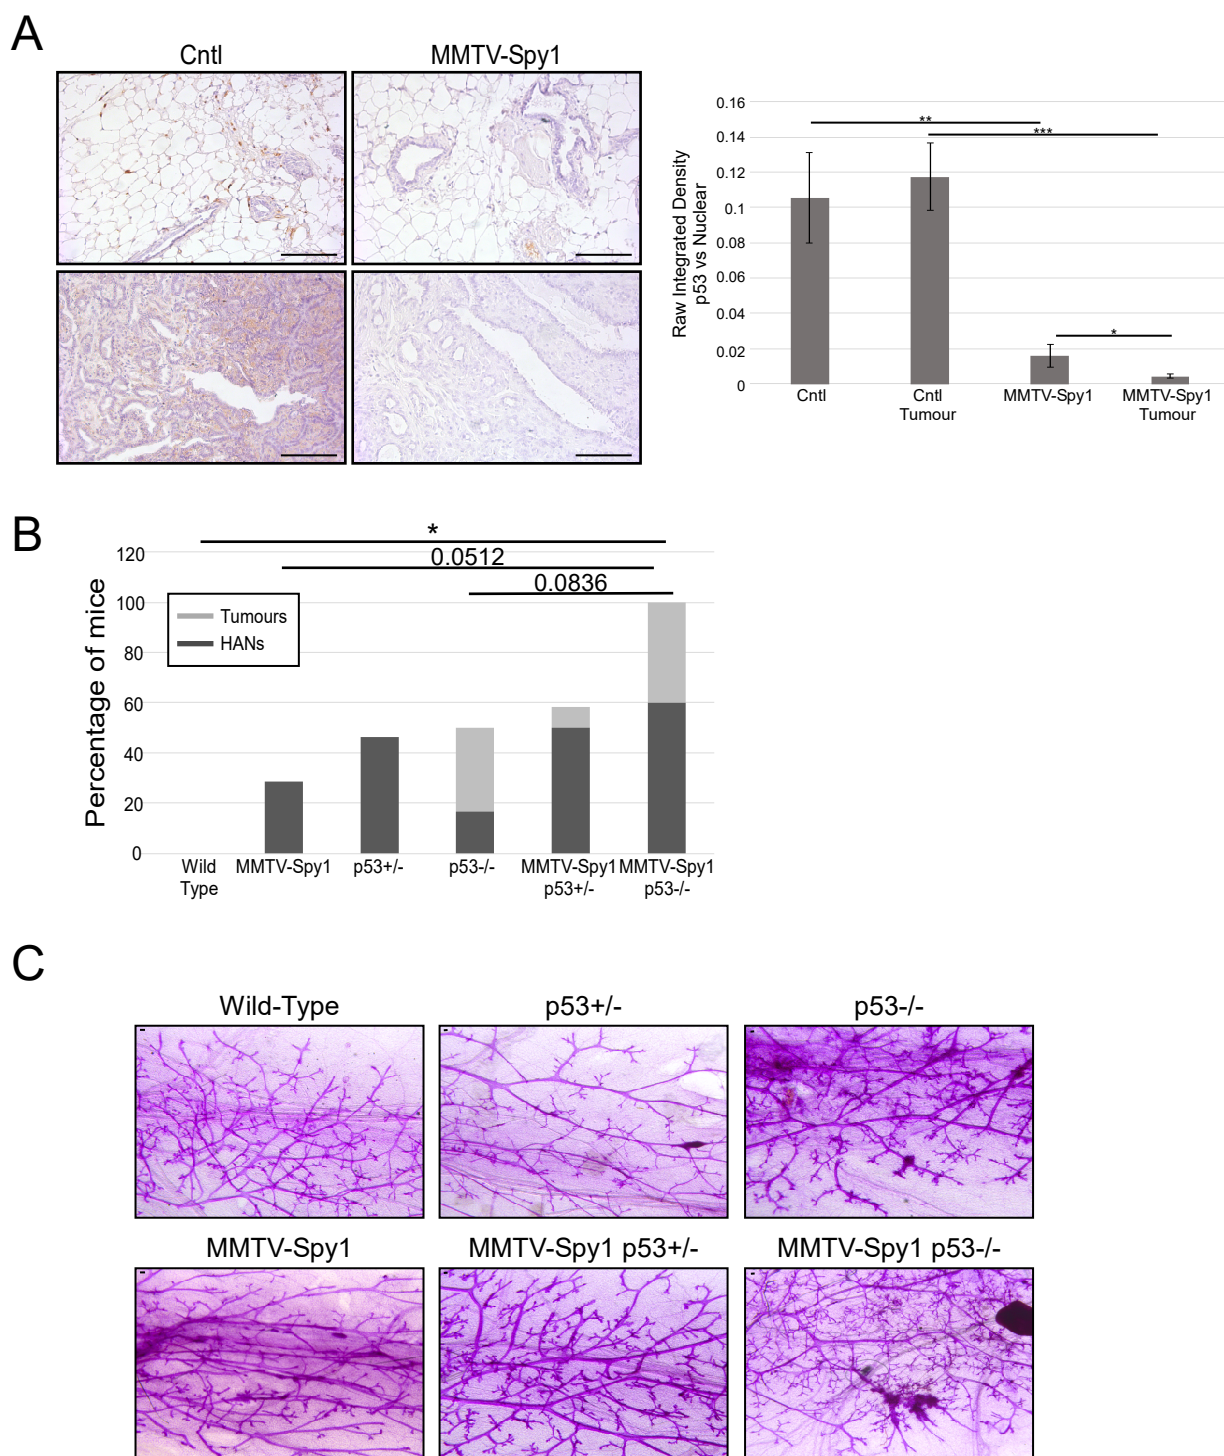 A
Cntl
MMTV-Spy1
Raw Integrated Density
p53 vs Nuclear
0.16
0.14
0.12
0.1
0.08
0.06
0.04
0.02
0
**
***
*
Cntl
Cntl
Tumour
MMTV-Spy1
MMTV-Spy1
Tumour
B
Percentage of mice
120
100
80
60
40
20
0
*
0.0512
0.0836
Tumours
HANs
Wild
Type
MMTV-Spy1
p53+/-
p53-/-
MMTV-Spy1
p53+/-
MMTV-Spy1
p53-/-
C
Wild-Type
p53+/-
p53-/-
MMTV-Spy1
MMTV-Spy1 p53+/-
MMTV-Spy1 p53-/-